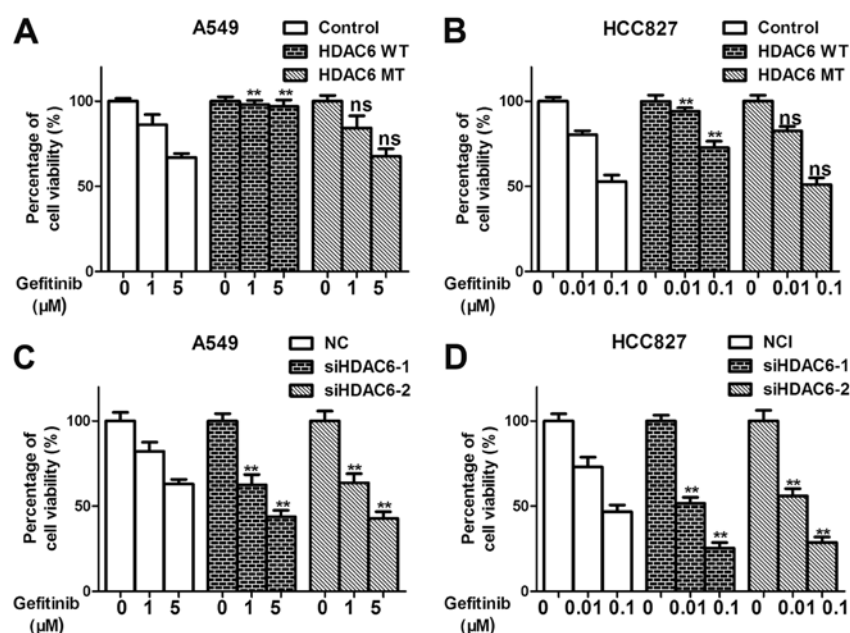 A
A549
Control
HDAC6 WT
HDAC6 MT
Percentage of
cell viability (%)
100
50
0
** ** ns ns
Gefitinib 0 1 5 0 1 5 0 1 5
(μM)
B
HCC827
Control
HDAC6 WT
HDAC6 MT
Percentage of
cell viability (%)
100
50
0
** ** ns ns
Gefitinib 0 0.01 0.1 0 0.01 0.1 0 0.01 0.1
(μM)
C
A549
NC
siHDAC6-1
siHDAC6-2
Percentage of
cell viability (%)
100
50
0
** ** ** **
Gefitinib 0 1 5 0 1 5 0 1 5
(μM)
D
HCC827
NCI
siHDAC6-1
siHDAC6-2
Percentage of
cell viability (%)
100
50
0
** ** ** **
Gefitinib 0 0.01 0.1 0 0.01 0.1 0 0.01 0.1
(μM)